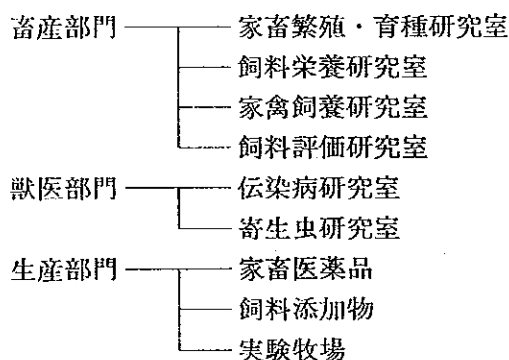 畜産部門 家畜繁殖・育種研究室
飼料栄養研究室
家禽飼養研究室
飼料評価研究室
獣医部門 伝染病研究室
寄生虫研究室
生産部門 家畜医薬品
飼料添加物
実験牧場